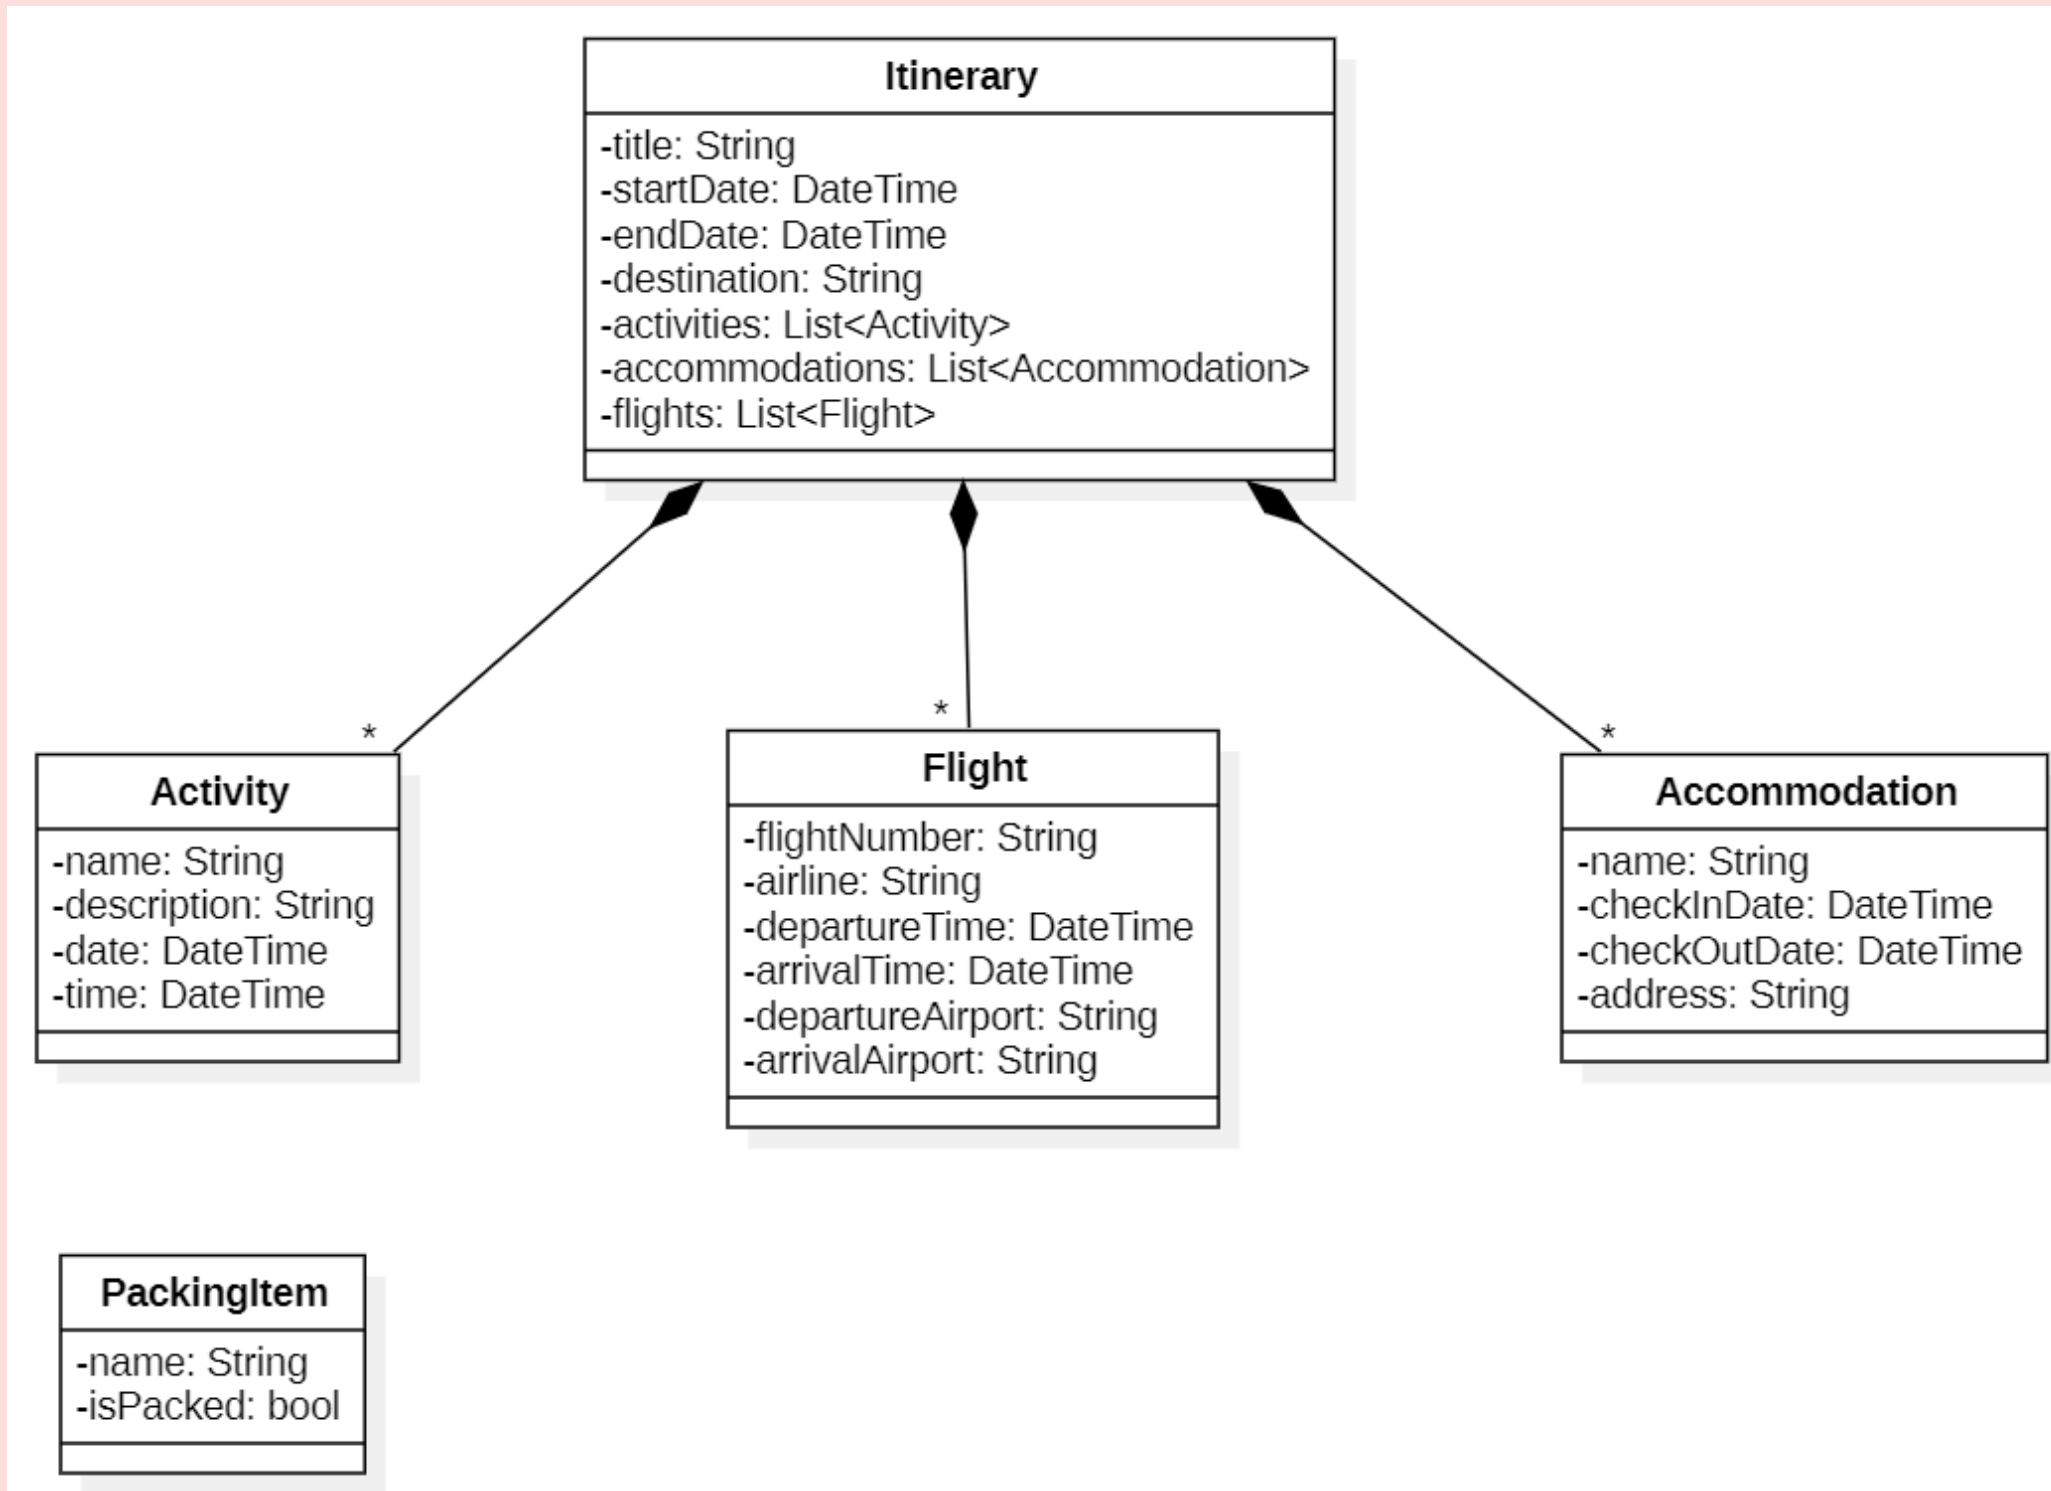 Itinerary
-title: String
-startDate: DateTime
-endDate: DateTime
-destination: String
-activities: List<Activity>
-accommodations: List<Accommodation>
-flights: List<Flight>
*
*
*
Activity
-name: String
-description: String
-date: DateTime
-time: DateTime
Flight
-flightNumber: String
-airline: String
-departureTime: DateTime
-arrivalTime: DateTime
-departureAirport: String
-arrivalAirport: String
Accommodation
-name: String
-checkInDate: DateTime
-checkOutDate: DateTime
-address: String
PackingItem
-name: String
-isPacked: bool